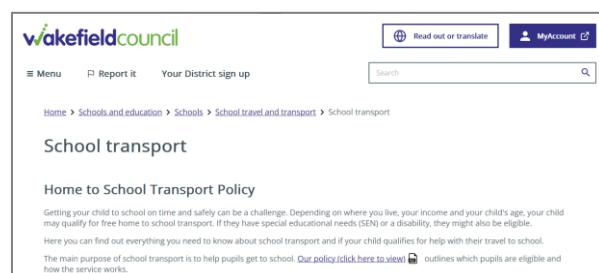 wakefieldcouncil
Read out or translate
MyAccount
Menu
Report it
Your District sign up
Search
Home > Schools and education > Schools > School travel and transport > School transport
School transport
Home to School Transport Policy
Getting your child to school on time and safely can be a challenge. Depending on where you live, your income and your child's age, your child
may qualify for free home to school transport. If they have special educational needs (SEN) or a disability, they might also be eligible.
Here you can find out everything you need to know about school transport and if your child qualifies for help with their travel to school.
The main purpose of school transport is to help pupils get to school. Our policy (click here to view) outlines which pupils are eligible and
how the service works.